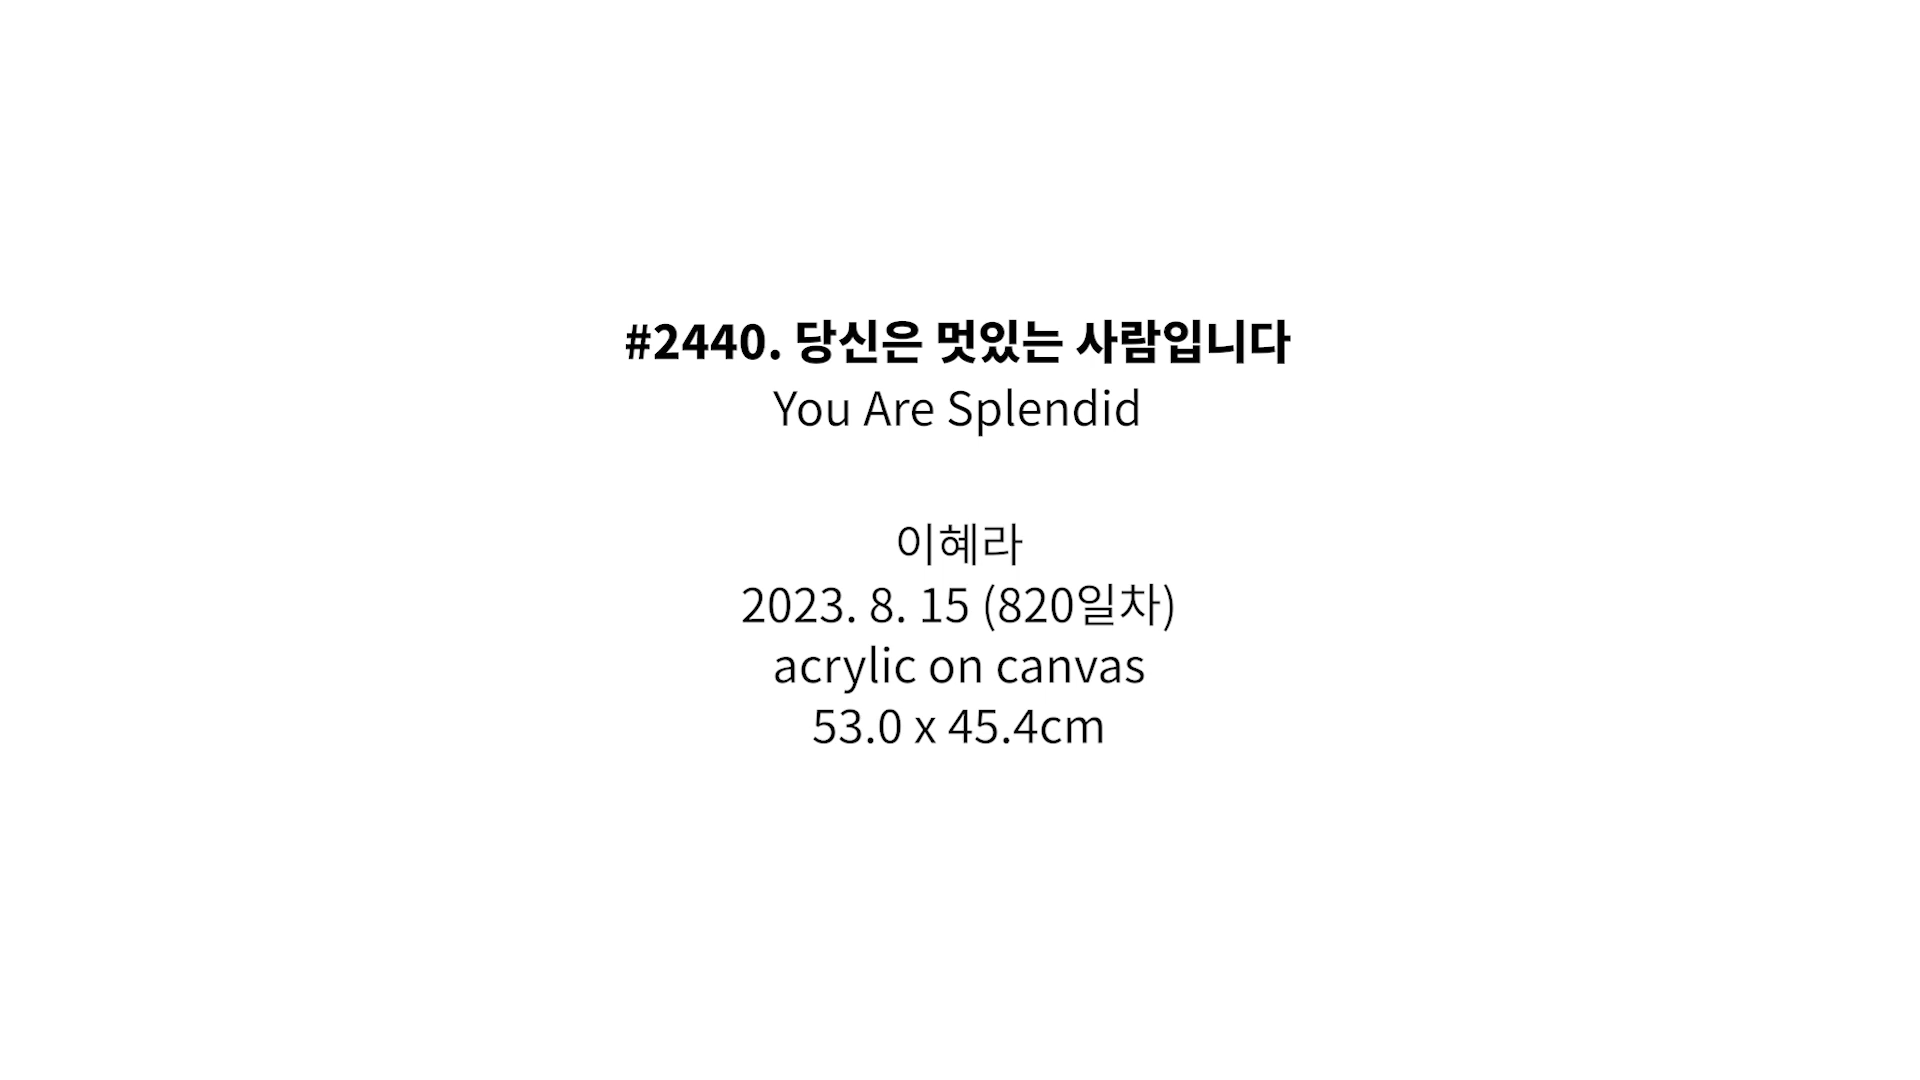 #2440. 당신은 멋있는 사람입니다
You Are Splendid
이혜라
2023. 8. 15 (820일차)
acrylic on canvas
53.0 x 45.4cm